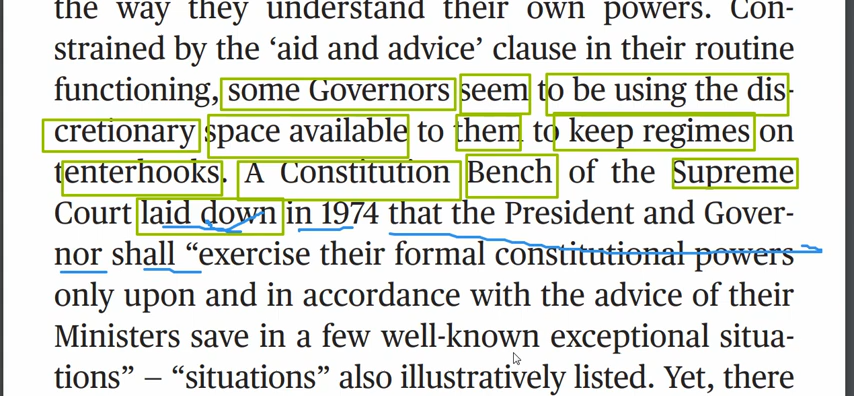 the way they understand their own powers. Con-
strained by the ‘aid and advice’ clause in their routine
functioning, some Governors seem to be using the dis-
cretionary space available to them to keep regimes on
tenterhooks. A Constitution Bench of the Supreme
Court laid down in 1974 that the President and Gover-
nor shall “exercise their formal constitutional powers
only upon and in accordance with the advice of their
Ministers save in a few well-known exceptional situa-
tions” – “situations” also illustratively listed. Yet, there